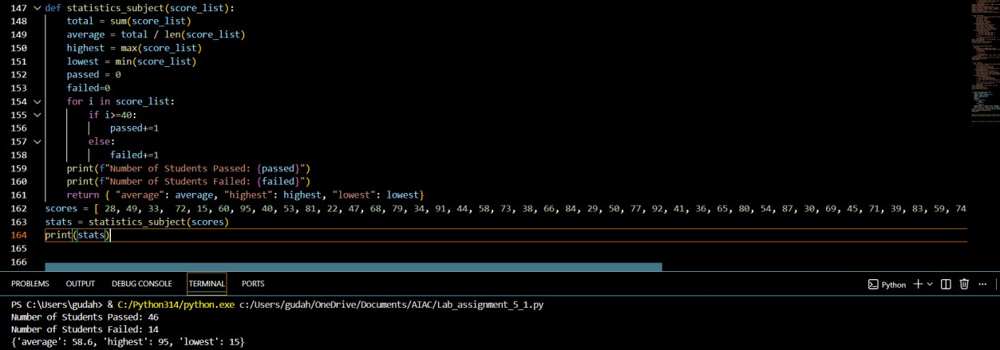 147 def statistics_subject(score_list):
148     total = sum(score_list)
149     average = total / len(score_list)
150     highest = max(score_list)
151     lowest = min(score_list)
152     passed = 0
153     failed=0
154     for i in score_list:
155         if i>=40:
156             passed+=1
157         else:
158             failed+=1
159     print(f"Number of Students Passed: {passed}")
160     print(f"Number of Students Failed: {failed}")
161     return { "average": average, "highest": highest, "lowest": lowest}
162 scores = [ 28, 49, 33,  72, 15, 60, 95, 40, 53, 81, 22, 47, 68, 79, 34, 91, 44, 58, 73, 38, 66, 84, 29, 50, 77, 92, 41, 36, 65, 80, 54, 87, 30, 69, 45, 71, 39, 83, 59, 74
163 stats = statistics_subject(scores)
164 print(stats)
165
166
PROBLEMS OUTPUT DEBUG CONSOLE TERMINAL PORTS Python
PS C:\Users\gudah> & C:/Python314/python.exe c:/Users/gudah/OneDrive/Documents/AIAC/Lab_assignment_5_1.py
Number of Students Passed: 46
Number of Students Failed: 14
{'average': 58.6, 'highest': 95, 'lowest': 15}